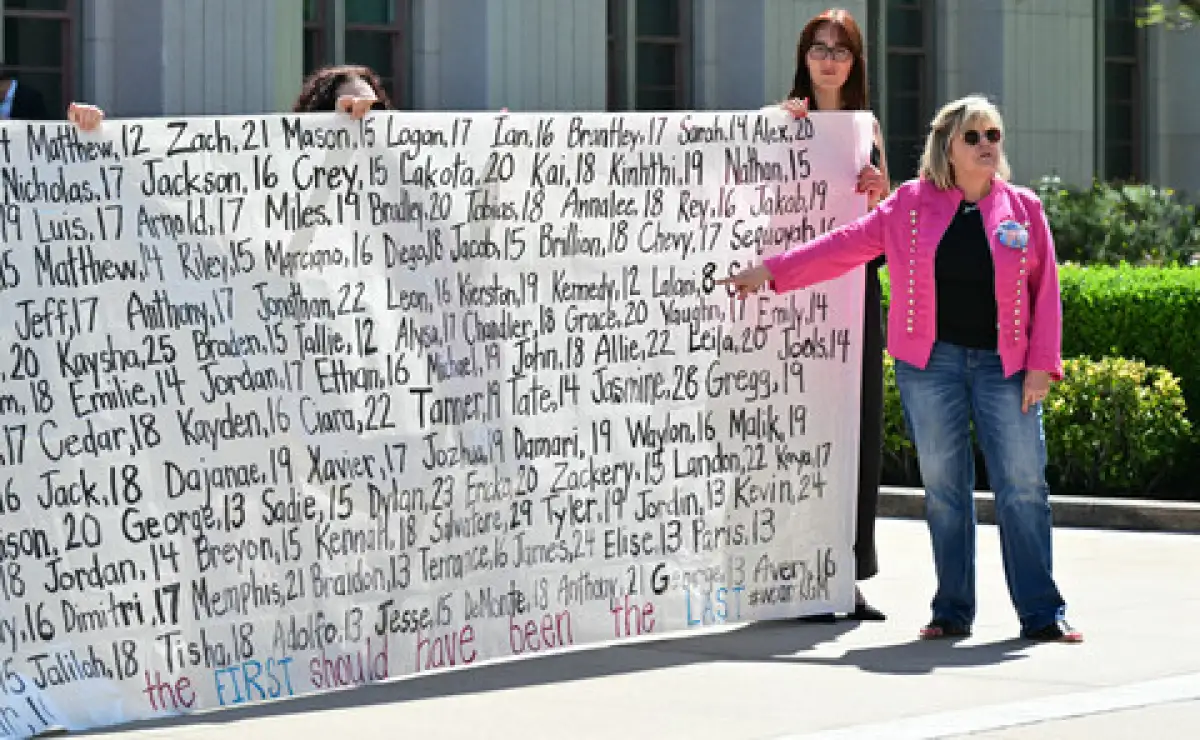 Matthew, 12 Zach, 21 Mason, 15 Logan, 17 Ian, 16 Brantley, 17 Sarah, 14 Alex, 20
Nicholas, 17 Jackson, 16 Crey, 15 Lakota, 20 Kai, 18 Kinhthi, 19 Nathan, 15
19 Luis, 17 Arnold, 17 Miles, 19 Bradley, 20 Tobias, 18 Annalee, 18 Rey, 16 Jakob, 19
15 Matthew, 14 Riley, 15 Marciano, 16 Diego, 18 Jacob, 15 Brillion, 18 Chevy, 17 Sequoyah, 16
Jeff, 17 Anthony, 17 Jonathan, 22 Leon, 16 Kierston, 19 Kennedy, 12 Lalani, 8
20 Kaysha, 25 Braden, 15 Tallie, 12 Alysa, 17 Chandler, 18 Grace, 20 Vaughn, 17 Emily, 14
18 Emilie, 14 Jordan, 17 Ethan, 16 Michael, 19 John, 18 Allie, 22 Leila, 20 Joels, 14
17 Cedar, 18 Kayden, 16 Ciara, 22 Tanner, 19 Tate, 14 Jasmine, 28 Gregg, 19
16 Jack, 18 Dajanae, 19 Xavier, 17 Jozhua, 19 Damari, 19 Waylon, 16 Malik, 19
20 George, 13 Sadie, 15 Dylan, 23 Ericka, 20 Zackery, 15 Landon, 22 Kenya, 17
18 Jordan, 14 Breyon, 15 Kennah, 18 Salvatore, 29 Tyler, 19 Jordin, 13 Kevin, 24
16 Dimitri, 17 Memphis, 21 Braldon, 13 Terrance, 16 James, 24 Elise, 13 Paris, 13
15 Jalilah, 18 Tisha, 18 Adolfo, 13 Jesse, 15 DeMonte, 18 Anthony, 21 George, 13 Avery, 16
the FIRST should have been the LAST